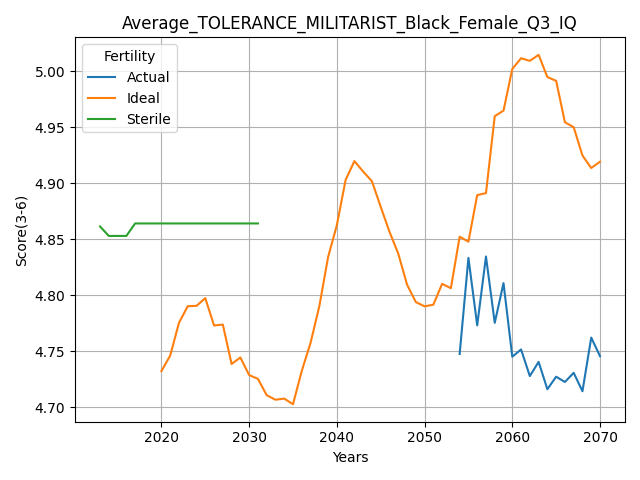 Average_TOLERANCE_MILITARIST_Black_Female_Q3_IQ
Fertility
Actual
Ideal
Sterile
Score(3-6)
5.00
4.95
4.90
4.85
4.80
4.75
4.70
2020 2030 2040 2050 2060 2070
Years